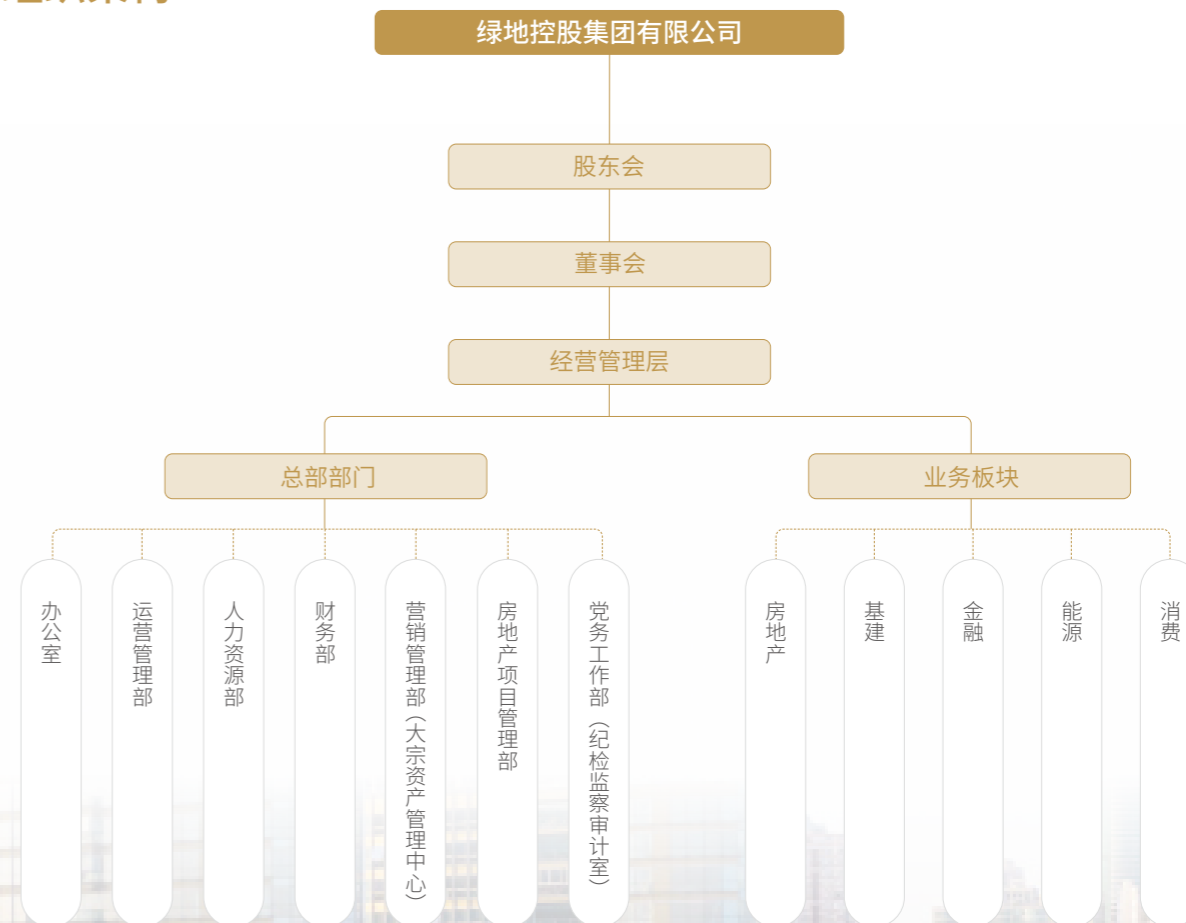 绿地控股集团有限公司
股东会
董事会
经营管理层
总部部门
业务板块
办公室
运营管理部
人力资源部
财务部
营销管理部（大宗资产管理中心）
房地产项目管理部
党务工作部（纪检监察审计室）
房地产
基建
金融
能源
消费